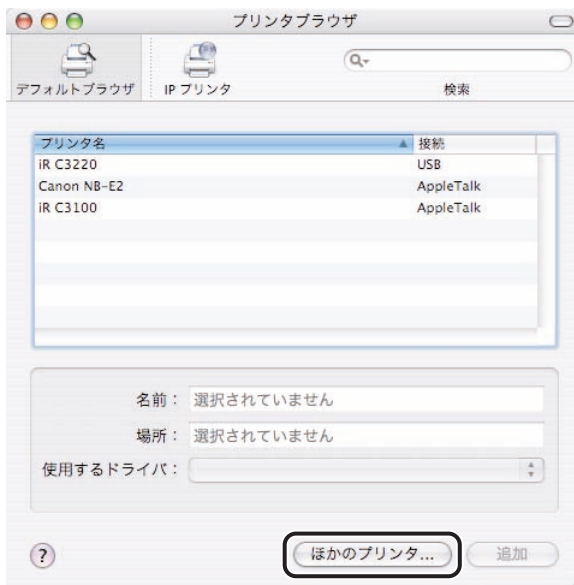 プリンタブラウザ
デフォルトブラウザ IP プリンタ 検索
プリンタ名 接続
iR C3220 USB
Canon NB-E2 AppleTalk
iR C3100 AppleTalk
名前： 選択されていません
場所： 選択されていません
使用するドライバ：
? ほかのプリンタ... 追加